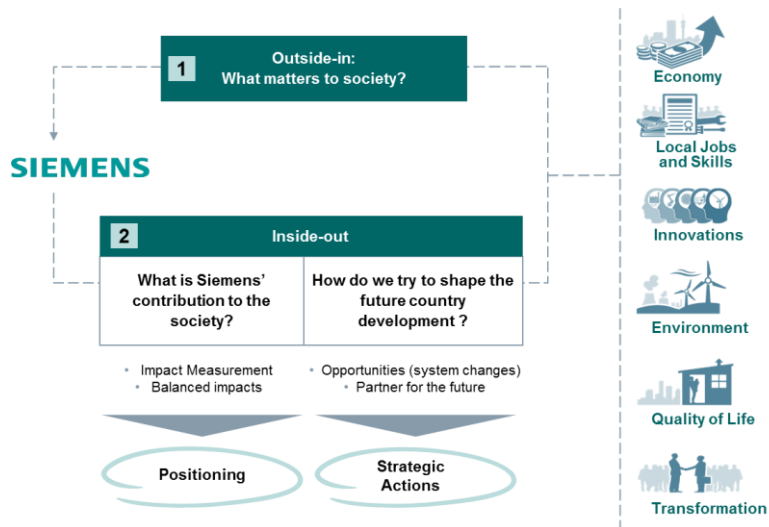 1
Outside-in:
What matters to society?
SIEMENS
2
Inside-out
What is Siemens'
contribution to the
society?
How do we try to shape the
future country
development ?
• Impact Measurement
• Balanced impacts
• Opportunities (system changes)
• Partner for the future
Positioning
Strategic
Actions
Economy
Local Jobs
and Skills
Innovations
Environment
Quality of Life
Transformation